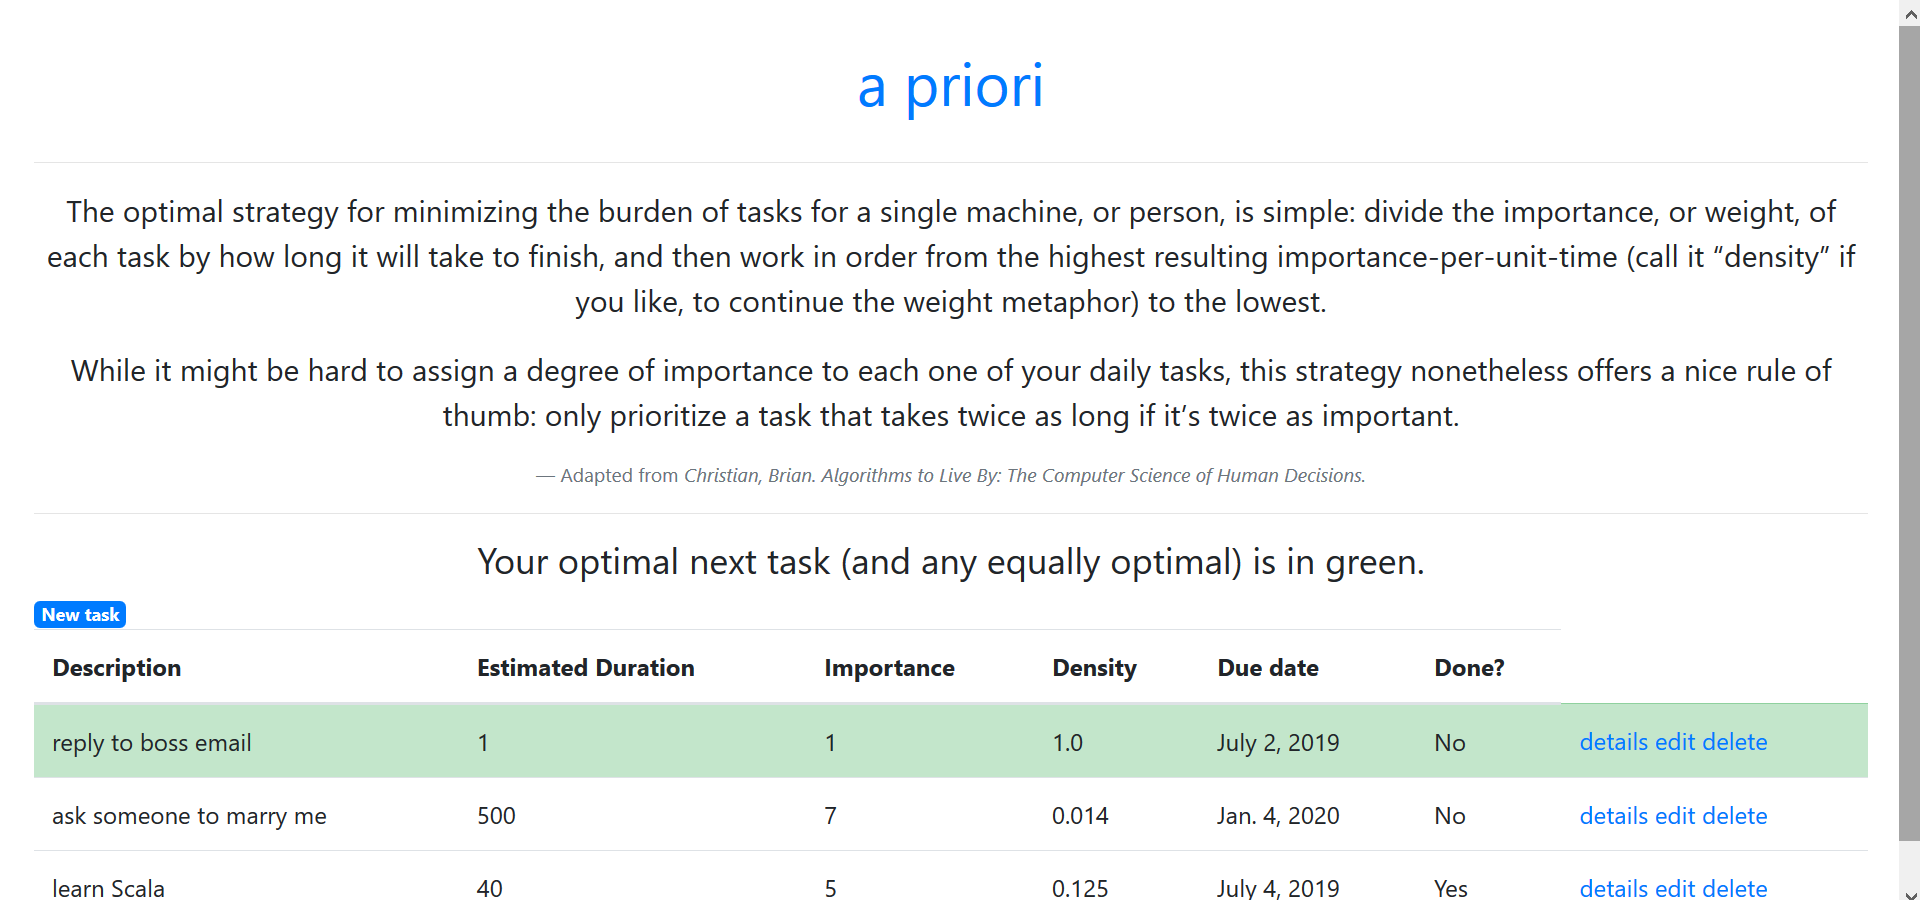 a priori
The optimal strategy for minimizing the burden of tasks for a single machine, or person, is simple: divide the importance, or weight, of
each task by how long it will take to finish, and then work in order from the highest resulting importance-per-unit-time (call it “density” if
you like, to continue the weight metaphor) to the lowest.
While it might be hard to assign a degree of importance to each one of your daily tasks, this strategy nonetheless offers a nice rule of
thumb: only prioritize a task that takes twice as long if it’s twice as important.
— Adapted from Christian, Brian. Algorithms to Live By: The Computer Science of Human Decisions.
Your optimal next task (and any equally optimal) is in green.
New task
Description Estimated Duration Importance Density Due date Done?
reply to boss email 1 1 1.0 July 2, 2019 No details edit delete
ask someone to marry me 500 7 0.014 Jan. 4, 2020 No details edit delete
learn Scala 40 5 0.125 July 4, 2019 Yes details edit delete